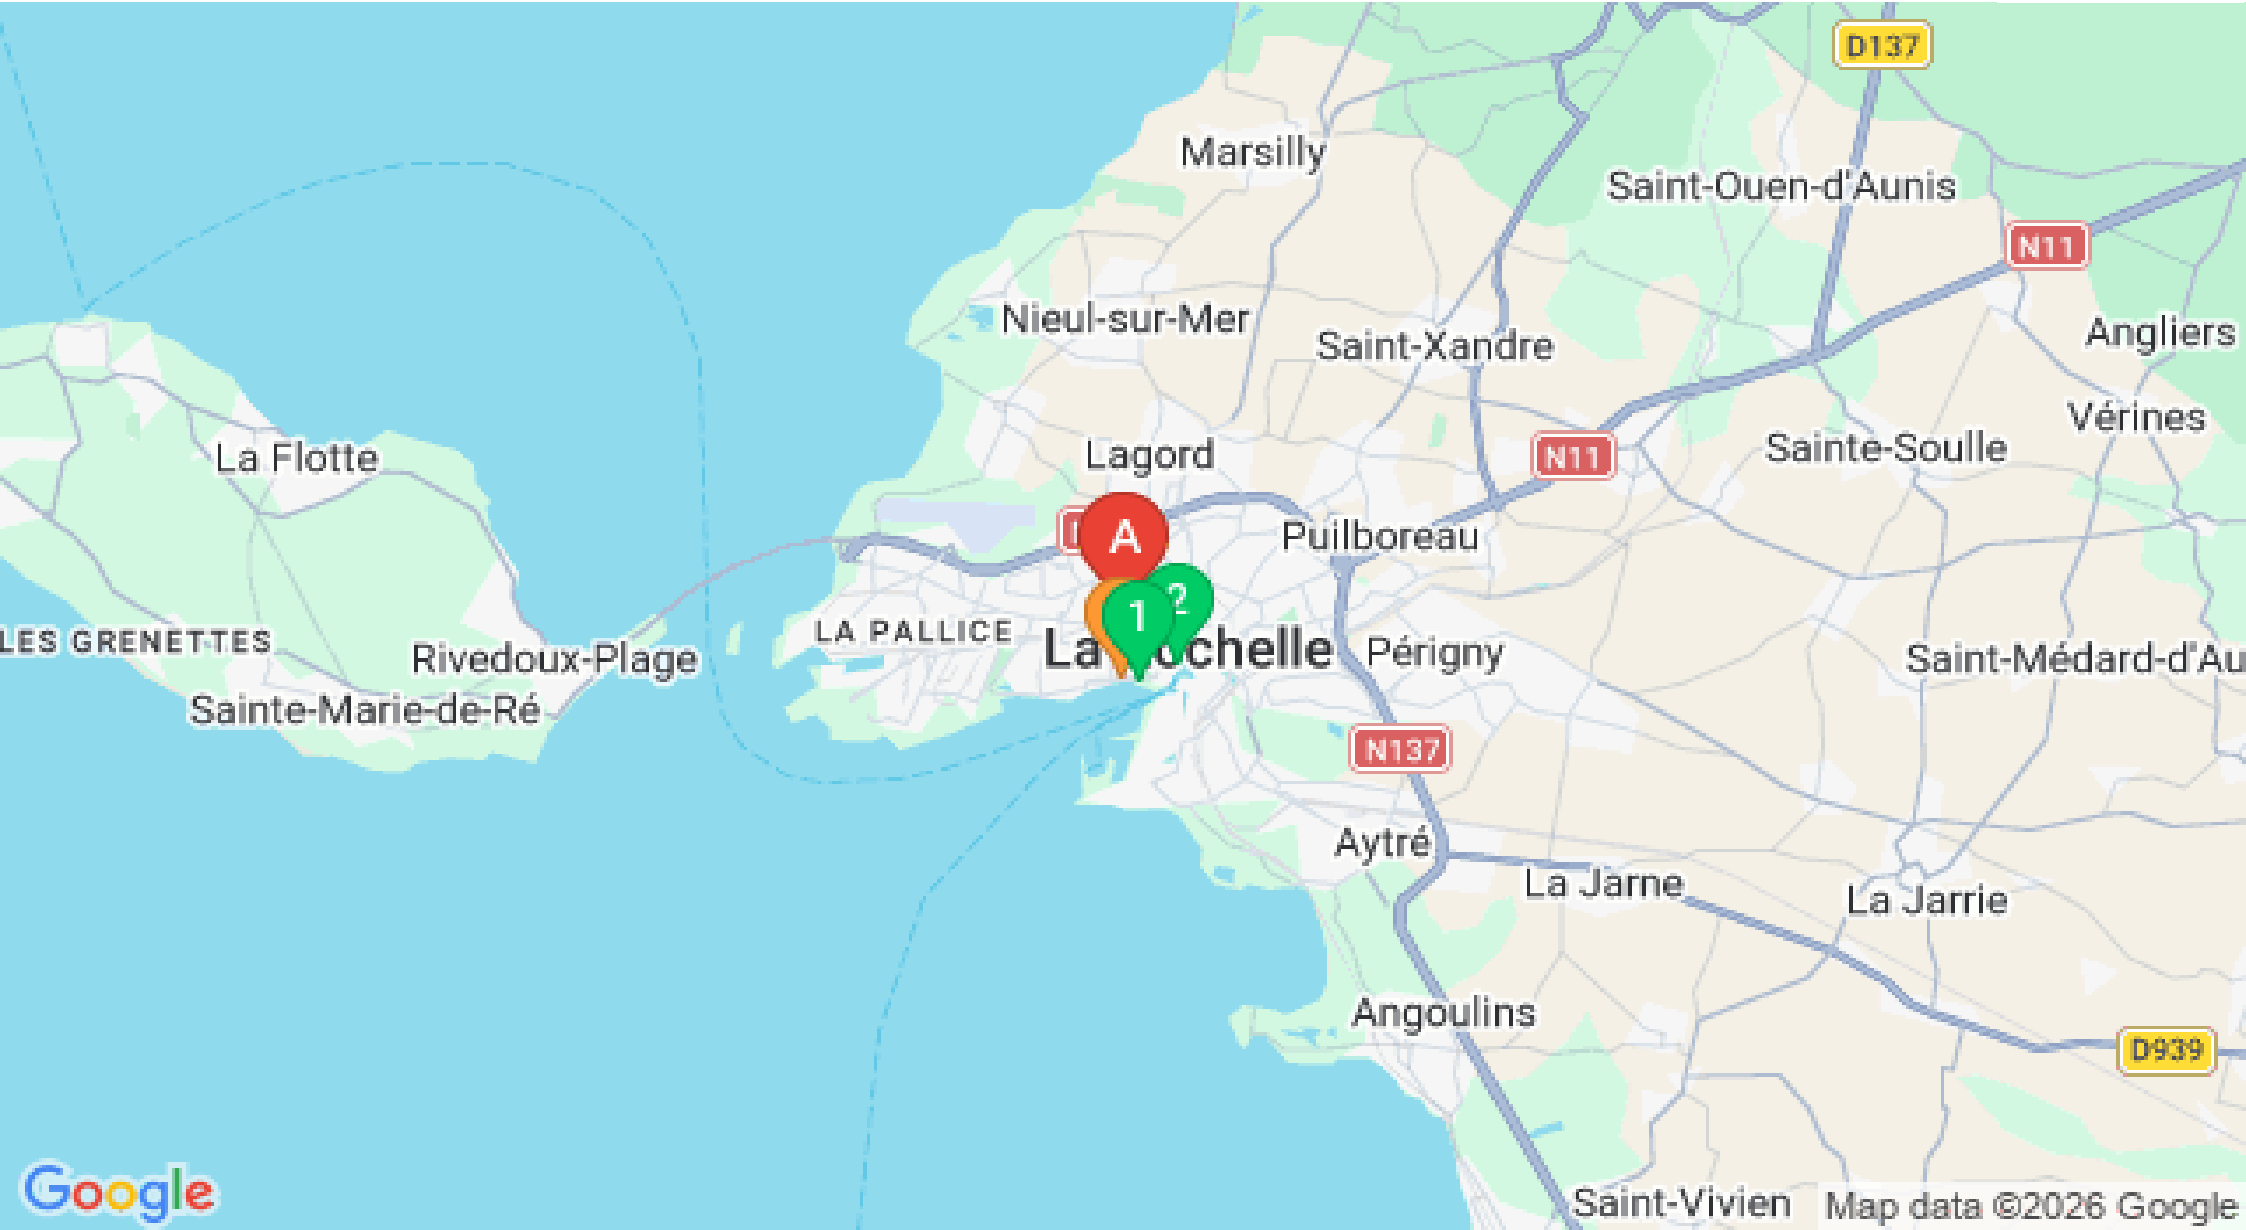 D137
Marsilly
Saint-Ouen-d'Aunis
N11
Nieul-sur-Mer
Saint-Xandre
Angliers
Vérines
La Flotte
Lagord
N11
Sainte-Soulle
A
Puilboreau
2
1
LES GRENETTES
LA PALLICE
Rivedoux-Plage
La chelle
Périgny
Saint-Médard-d'Au
Sainte-Marie-de-Ré
N137
Aytré
La Jarne
La Jarrie
Angoulins
D939
Google
Saint-Vivien
Map data ©2026 Google